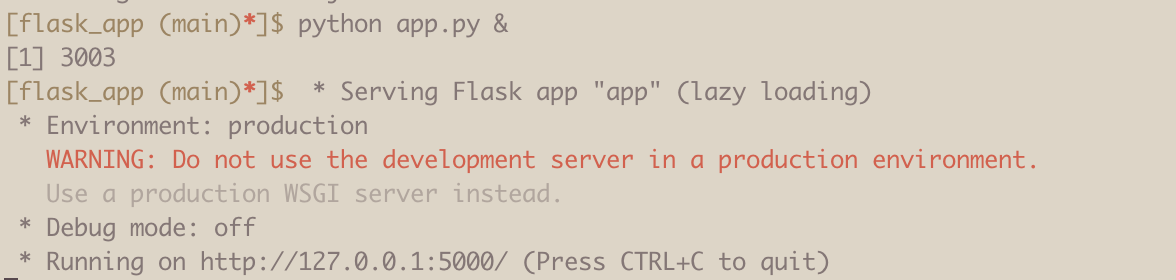 [flask_app (main)*]$ python app.py &
[1] 3003
[flask_app (main)*]$  * Serving Flask app "app" (lazy loading)
 * Environment: production
   WARNING: Do not use the development server in a production environment.
   Use a production WSGI server instead.
 * Debug mode: off
 * Running on http://127.0.0.1:5000/ (Press CTRL+C to quit)